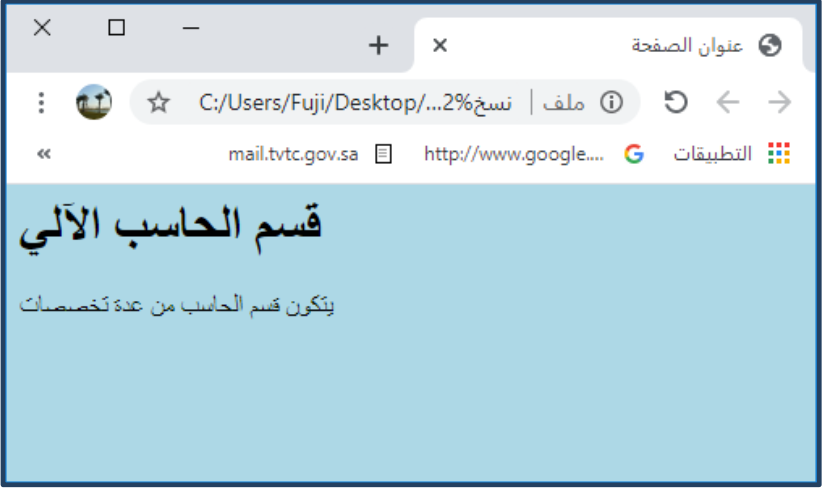 عنوان الصفحة
ملف | نسخ%2...C:/Users/Fuji/Desktop/
التطبيقات http://www.google.... mail.tvtc.gov.sa
قسم الحاسب الآلي
يتكون قسم الحاسب من عدة تخصصات